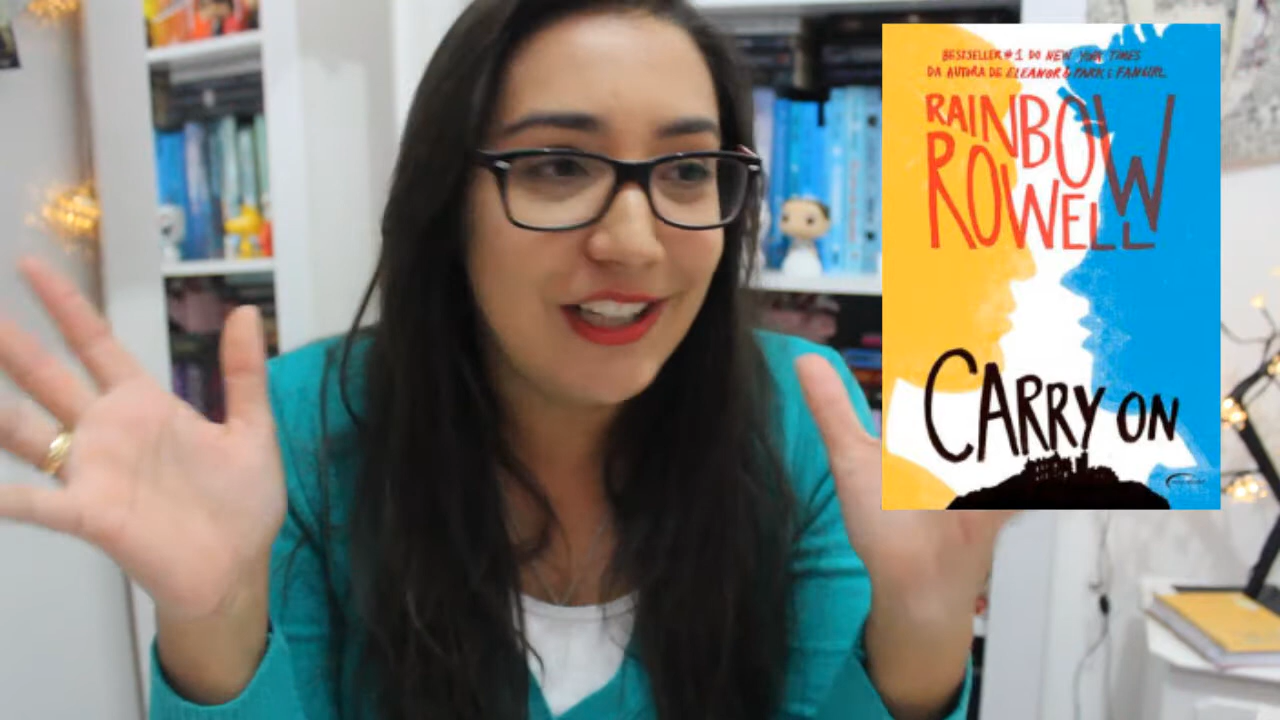 BESTSELLER #1 DO NEW YORK TIMES
DA AUTORA DE ELEANOR & PARK E FANGIRL
RAINBOW
ROWELL
CARRY ON